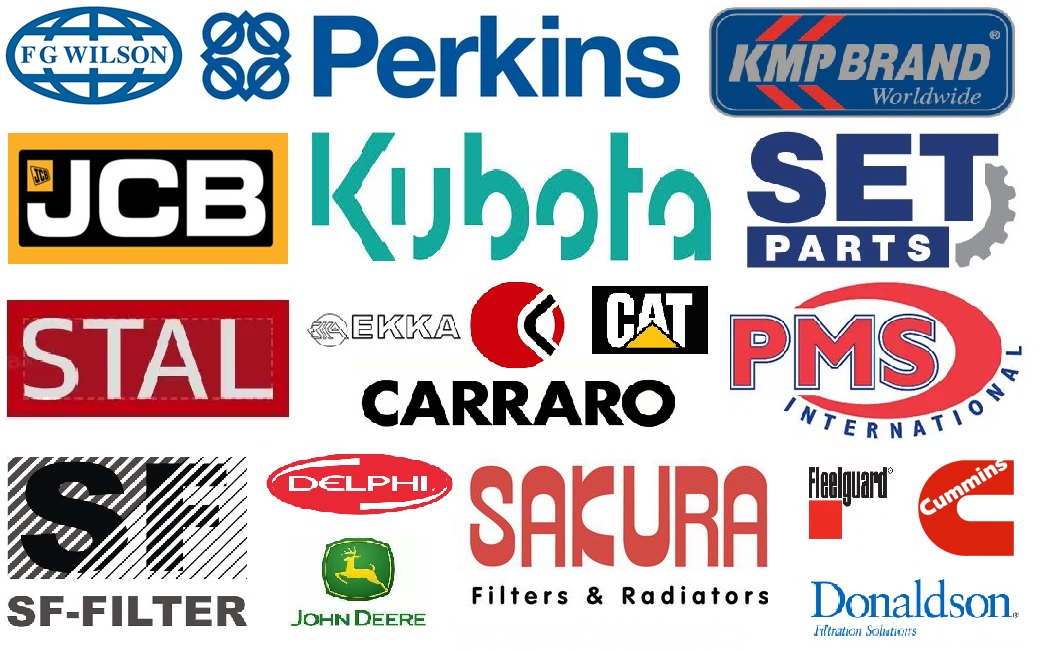 FG WILSON
Perkins
KMP BRAND®
Worldwide
JCB
JCB
Kubota
SET
PARTS
STAL
EKKA
CAT
CARRARO
PMS
INTERNATIONAL
SF
SF-FILTER
DELPHI
JOHN DEERE
SAKURA
Filters & Radiators
Fleetguard®
Cummins
Donaldson®
Filtration Solutions